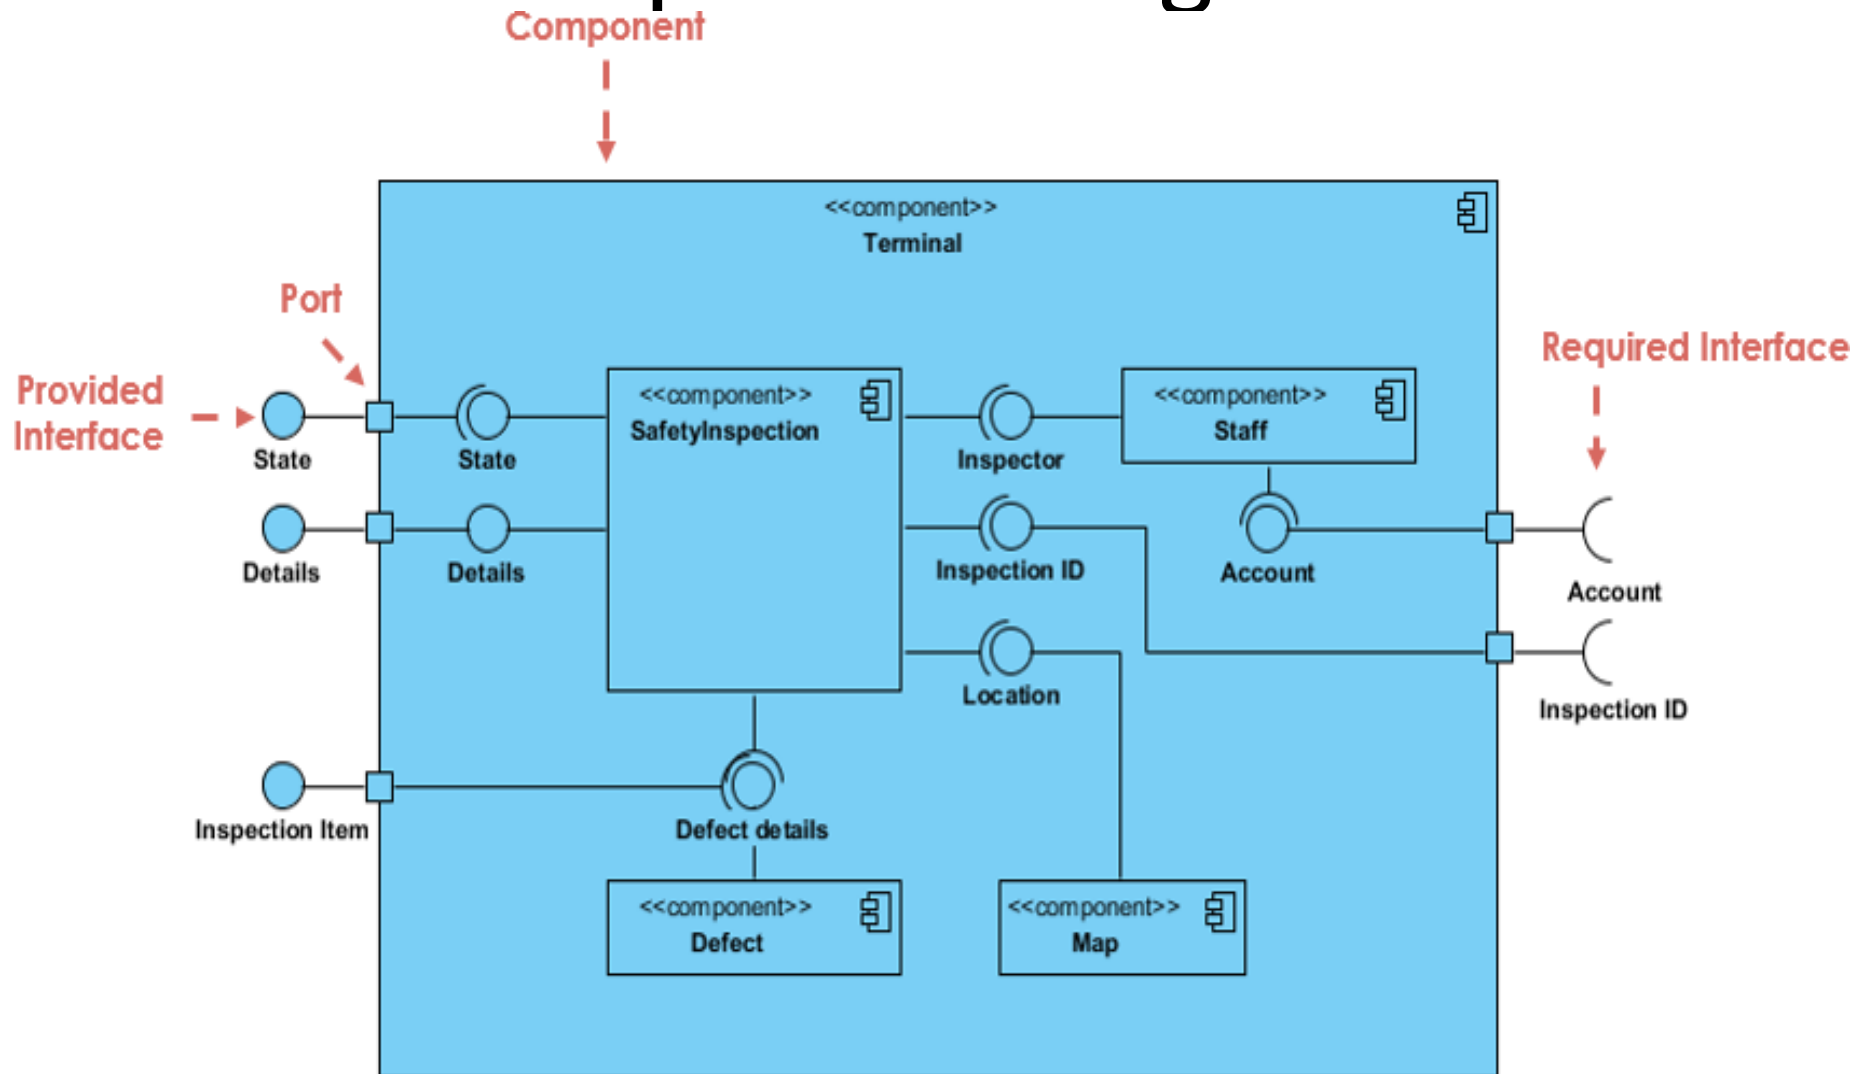 Component
<<component>>
Terminal
Port
Required Interface
Provided
Interface
<<component>>
SafetyInspection
<<component>>
Staff
State
State
Inspector
Details
Details
Inspection ID
Account
Account
Location
Inspection ID
Inspection Item
Defect details
<<component>>
Defect
<<component>>
Map